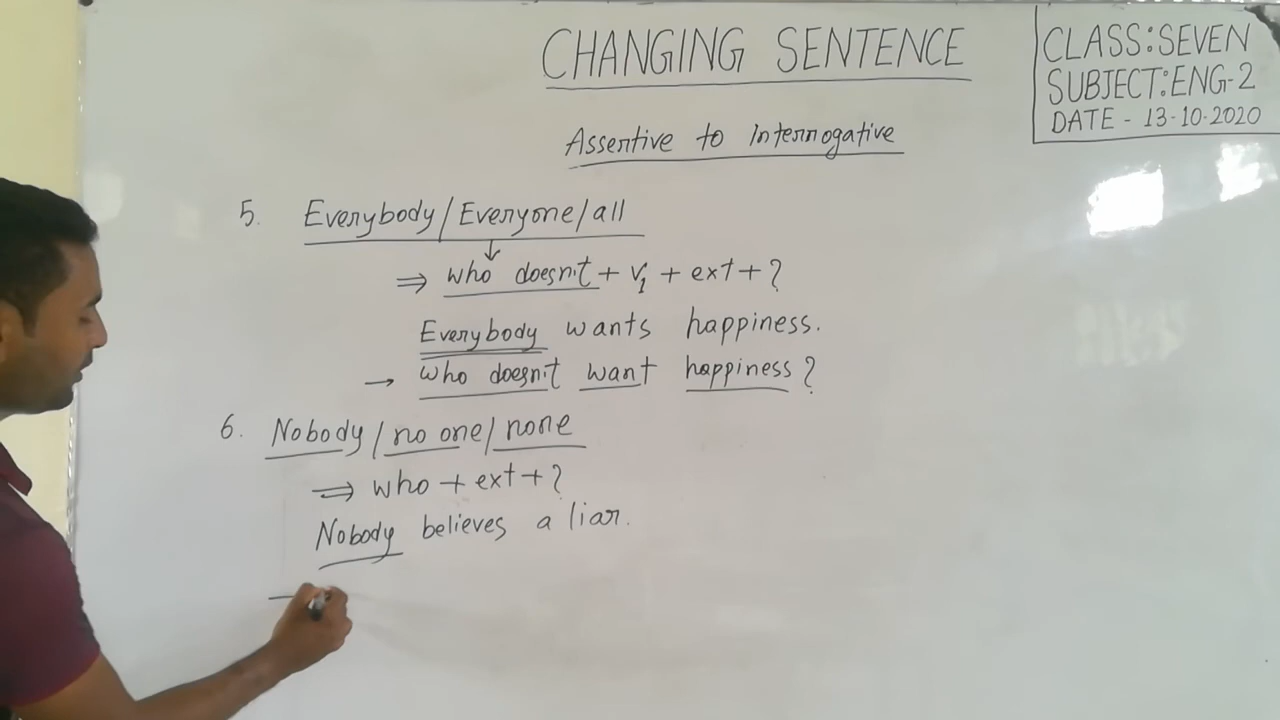 CHANGING SENTENCE
CLASS:SEVEN
SUBJECT:ENG-2
DATE - 13-10-2020
Assertive to Interrogative
5. Everybody/Everyone/all
⇒ who doesn't + V1 + ext + ?
Everybody wants happiness.
→ who doesn't want happiness?
6. Nobody/no one/none
⇒ who + ext + ?
Nobody believes a liar.